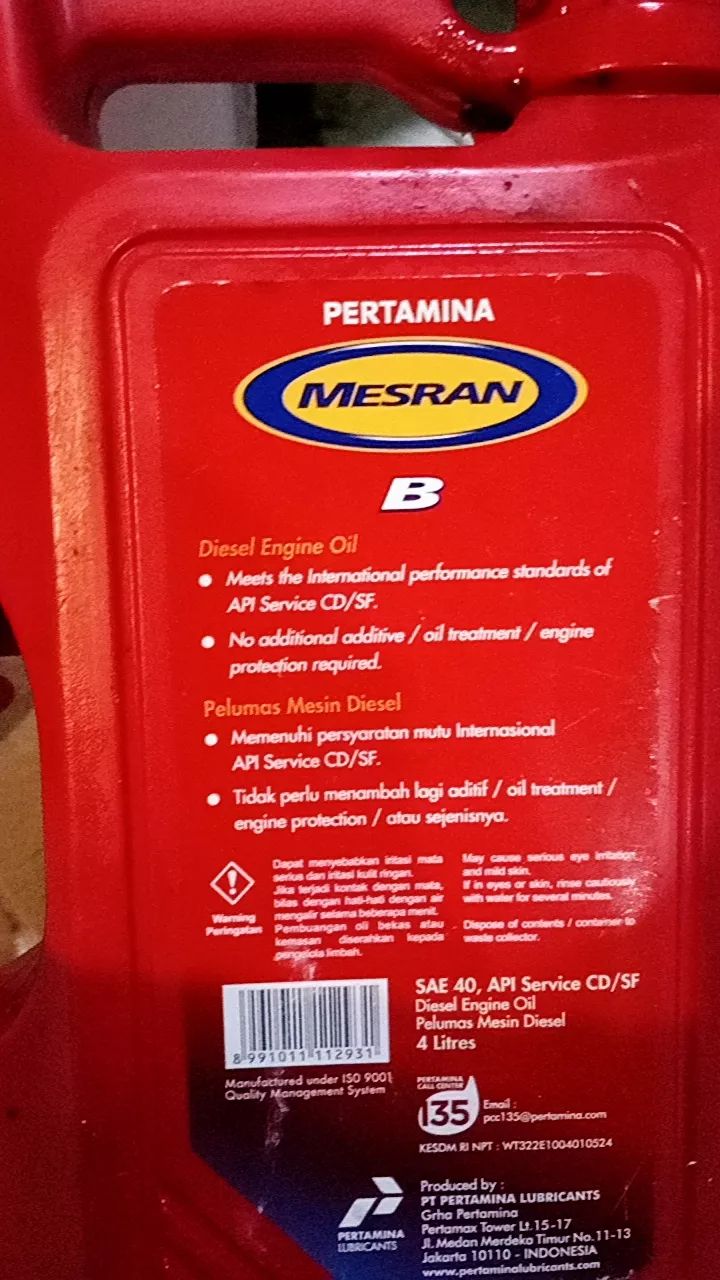 PERTAMINA
MESRAN
B
Diesel Engine Oil
● Meets the International performance standards of
API Service CD/SF.
● No additional additive / oil treatment / engine
protection required.
Pelumas Mesin Diesel
● Memenuhi persyaratan mutu Internasional
API Service CD/SF.
● Tidak perlu menambah lagi aditif / oil treatment /
engine protection / atau sejenisnya.
Warning
Peringatan
Dapat menyebabkan iritasi mata
serius dan iritasi kulit ringan.
Jika terjadi kontak dengan mata,
bilas dengan hati-hati dengan air
mengalir selama beberapa menit.
Pembuangan oli bekas atau
kemasan diserahkan kepada
pengelola limbah.
May cause serious eye irritation
and mild skin.
If in eyes or skin, rinse cautiously
with water for several minutes.
Dispose of contents / container to
waste collector.
8 991011 112931
Manufactured under ISO 9001
Quality Management System
SAE 40, API Service CD/SF
Diesel Engine Oil
Pelumas Mesin Diesel
4 Litres
PERTAMINA
CALL CENTER
135
Email :
pcc135@pertamina.com
KESDM RI NPT : WT322E1004010524
PERTAMINA
LUBRICANTS
Produced by :
PT PERTAMINA LUBRICANTS
Grha Pertamina
Pertamax Tower Lt.15-17
Jl. Medan Merdeka Timur No.11-13
Jakarta 10110 - INDONESIA
www.pertaminalubricants.com